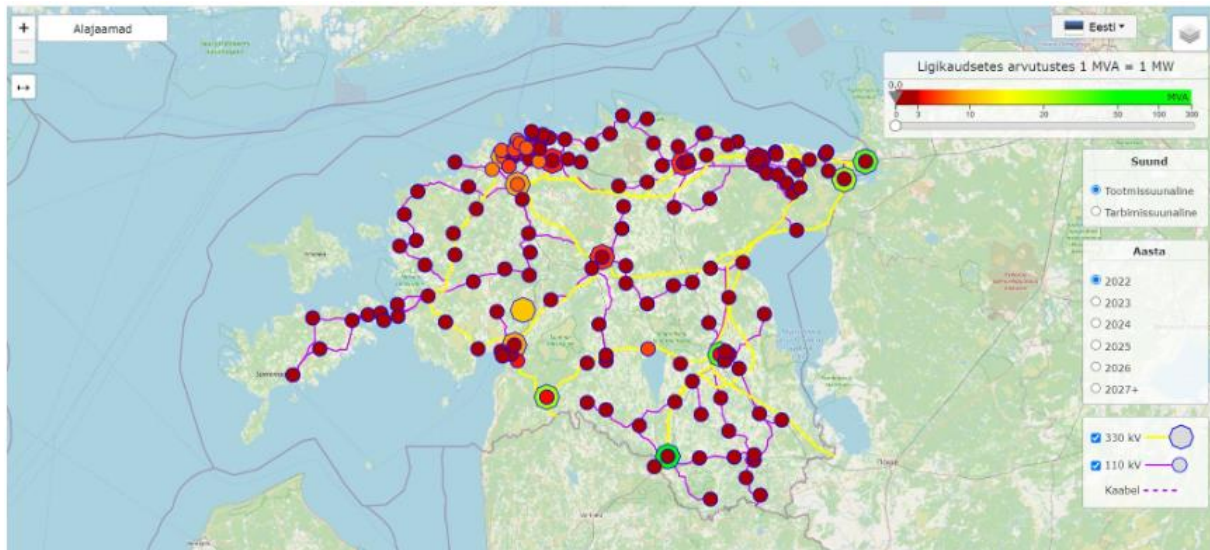 +
Alajaamad
−
Eesti
Ligikaudsetes arvutustes 1 MVA = 1 MW
0,0
MVA
0 3 10 20 50 100 300
Suund
Tootmissuunaline
Tarbimissuunaline
Aasta
2022
2023
2024
2025
2026
2027+
330 kV
110 kV
Kaabel